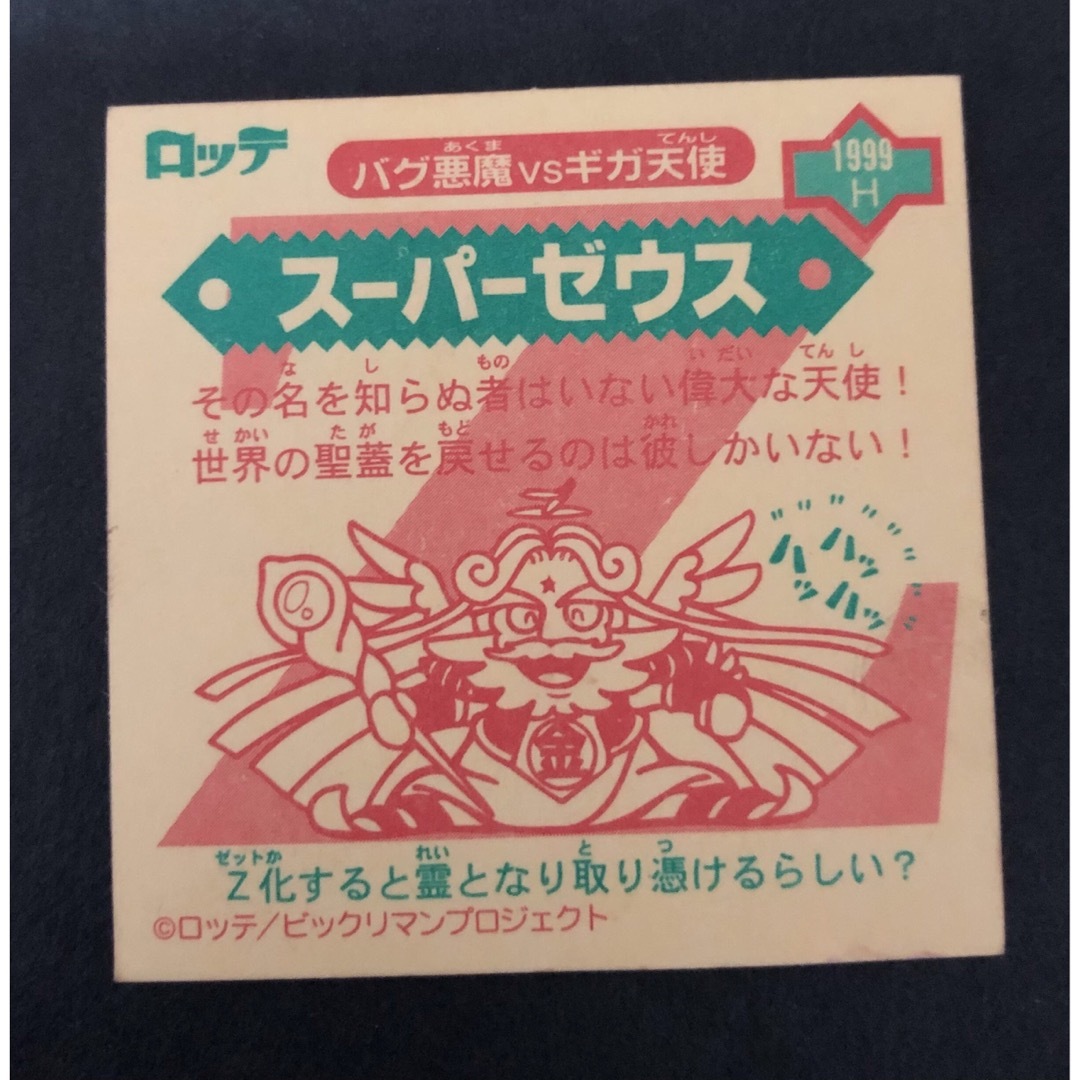 ロッテ
バグ悪魔vsギガ天使
あくま
てんし
1999
H
スーパーゼウス
な し もの い だい てん し
その名を知らぬ者はいない偉大な天使！
せ かい た が もど かれ
世界の聖蓋を戻せるのは彼しかいない！
ハッハッ
ハッハッ
金
ゼットか れい と つ
Z化すると霊となり取り憑けるらしい？
©ロッテ/ビックリマンプロジェクト